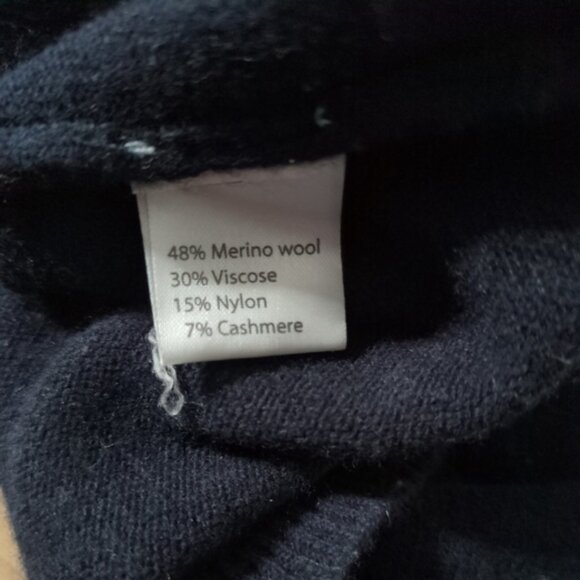 48% Merino wool
30% Viscose
15% Nylon
7% Cashmere